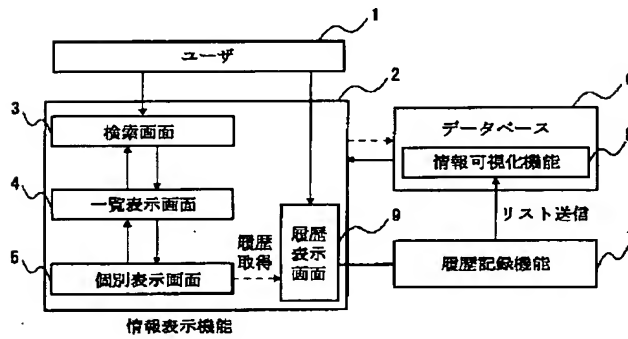 1
ユーザ
2
3
検索画面
データベース
情報可視化機能
4
一覧表示画面
リスト送信
9
履歴
取得
履歴
表示
画面
5
個別表示画面
履歴記録機能
情報表示機能